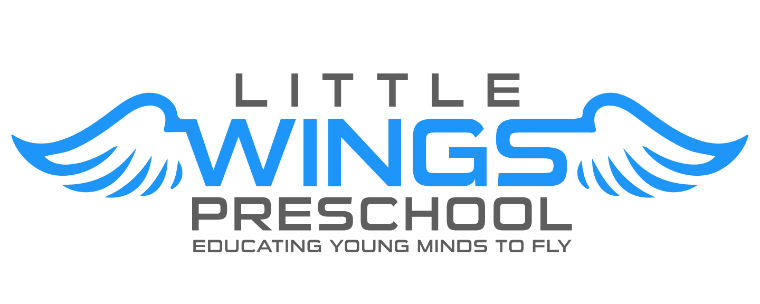 LITTLE
WINGS
PRESCHOOL
EDUCATING YOUNG MINDS TO FLY